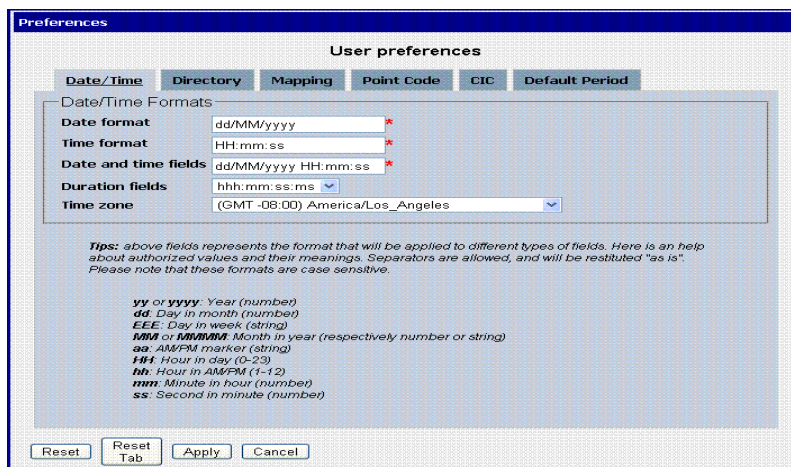 Preferences
User preferences
Date/Time Directory Mapping Point Code CIC Default Period
Date/Time Formats
Date format dd/MM/yyyy *
Time format HH:mm:ss *
Date and time fields dd/MM/yyyy HH:mm:ss *
Duration fields hhh:mm:ss:ms
Time zone (GMT -08:00) America/Los_Angeles
Tips: above fields represents the format that will be applied to different types of fields. Here is an help
about authorized values and their meanings. Separators are allowed, and will be restituted "as is".
Please note that these formats are case sensitive.
yy or yyyy: Year (number)
dd: Day in month (number)
EEE: Day in week (string)
MM or MMMM: Month in year (respectively number or string)
aa: AM/PM marker (string)
HH: Hour in day (0-23)
hh: Hour in AM/PM (1-12)
mm: Minute in hour (number)
ss: Second in minute (number)
Reset Reset Tab Apply Cancel